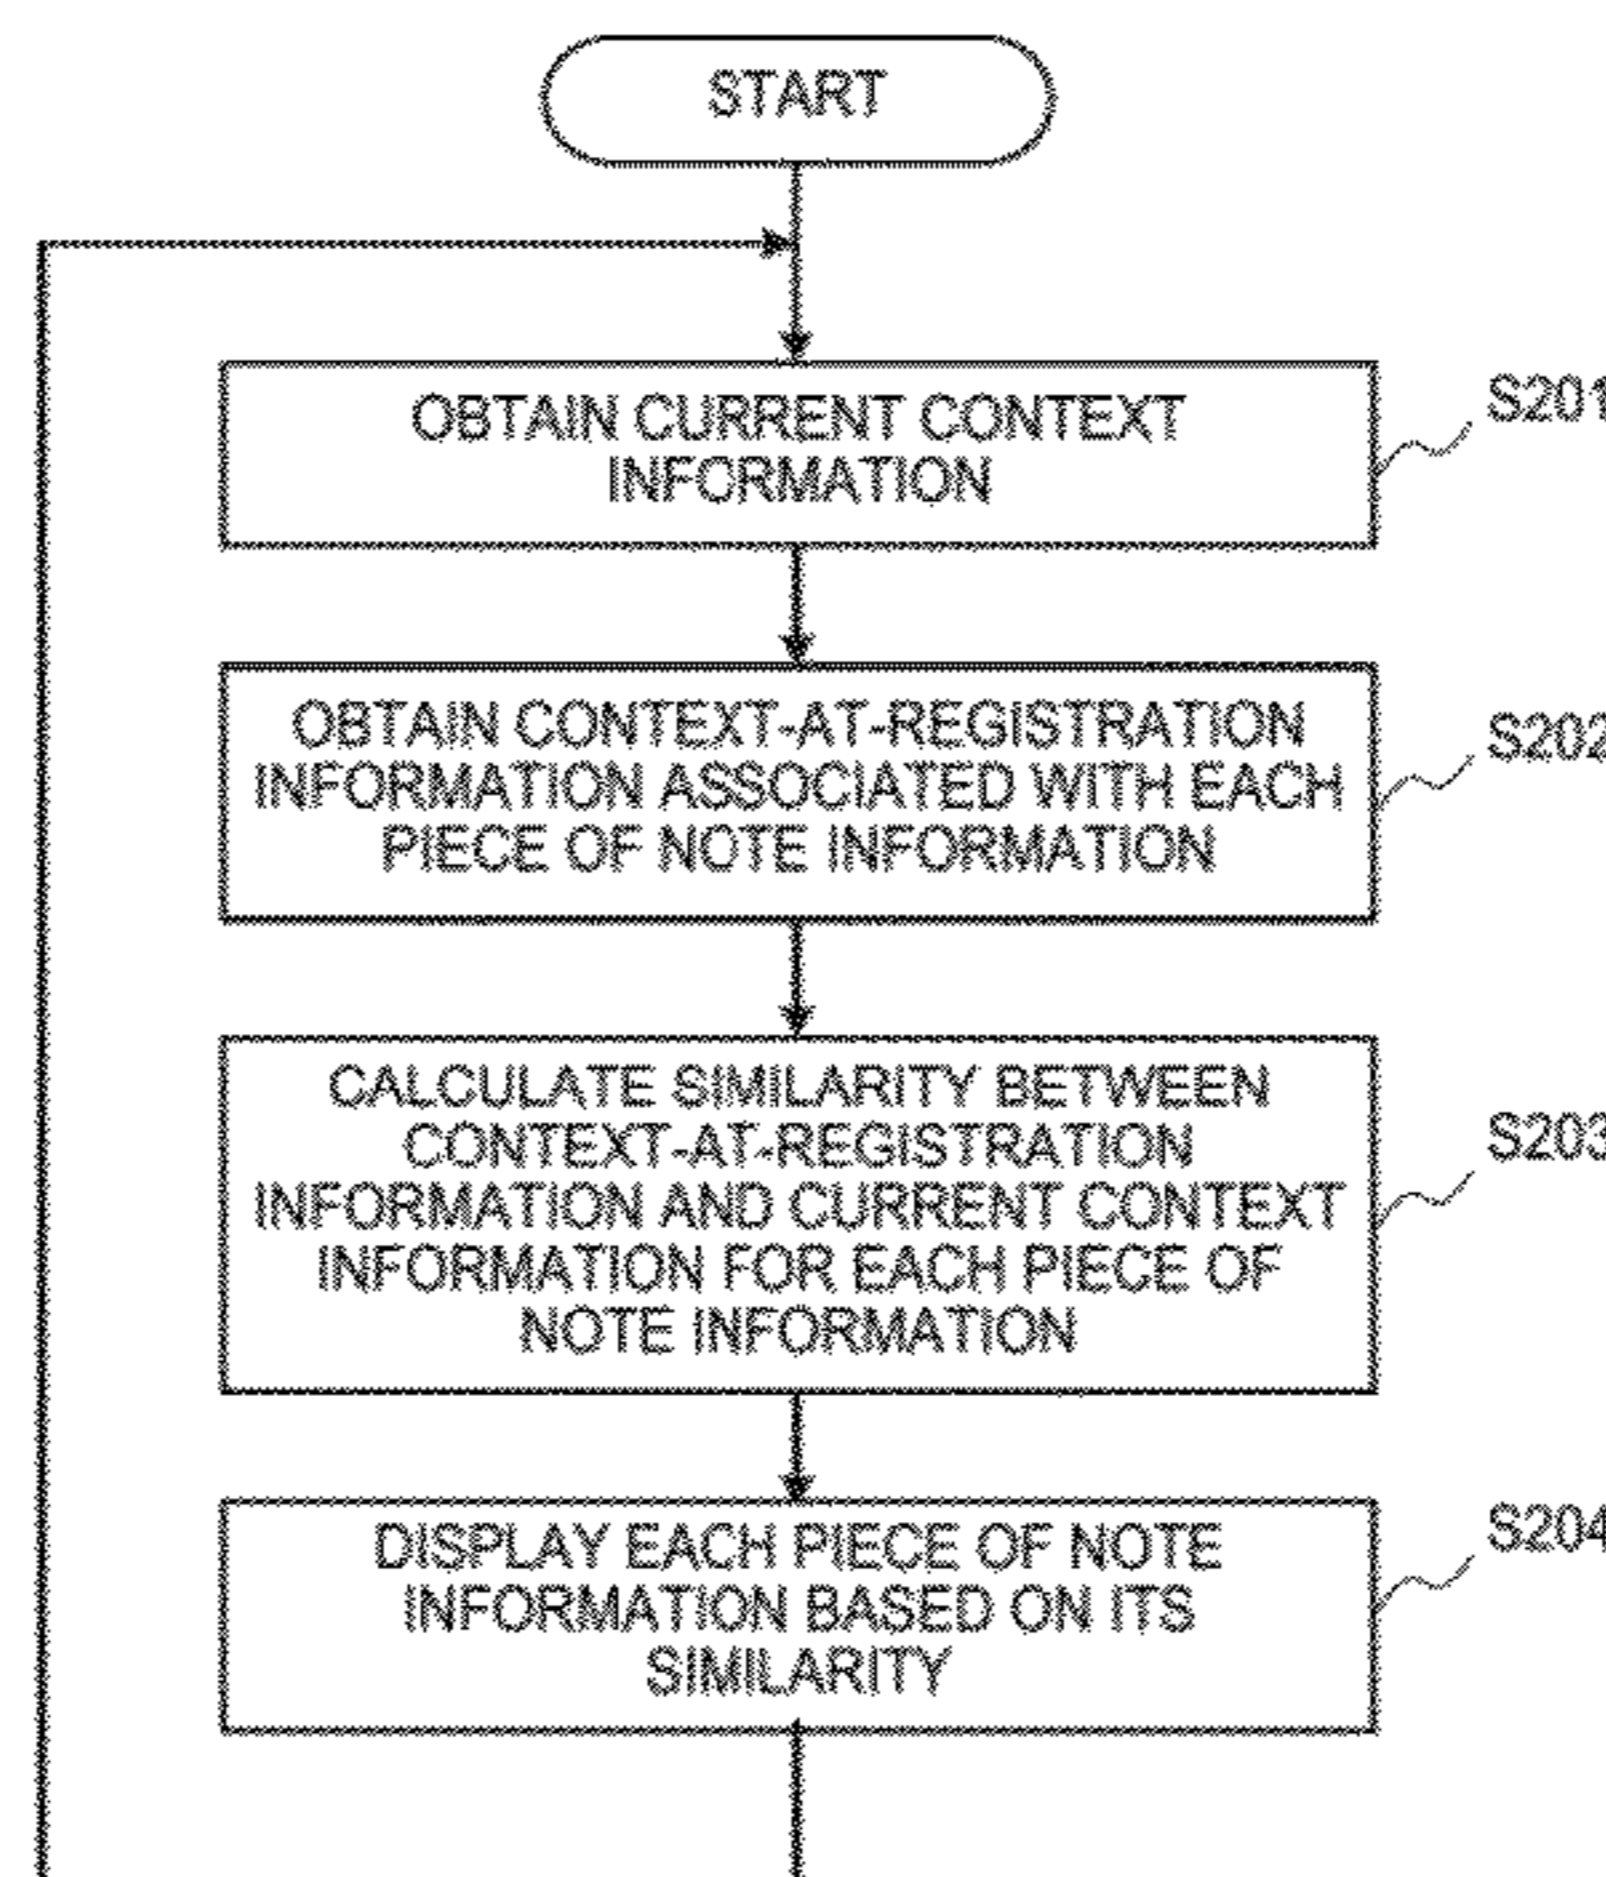 START
OBTAIN CURRENT CONTEXT
INFORMATION
S201
OBTAIN CONTEXT-AT-REGISTRATION
INFORMATION ASSOCIATED WITH EACH
PIECE OF NOTE INFORMATION
S202
CALCULATE SIMILARITY BETWEEN
CONTEXT-AT-REGISTRATION
INFORMATION AND CURRENT CONTEXT
INFORMATION FOR EACH PIECE OF
NOTE INFORMATION
S203
DISPLAY EACH PIECE OF NOTE
INFORMATION BASED ON ITS
SIMILARITY
S204